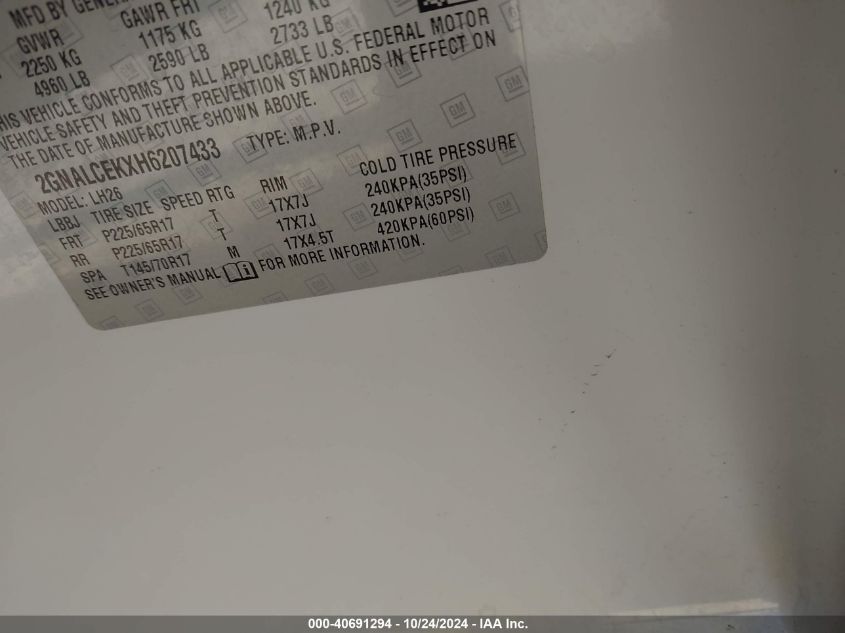 MFD BY GENER
GVWR GAWR FRT
2250 KG 1175 KG 1240 KG
4960 LB 2590 LB 2733 LB
THIS VEHICLE CONFORMS TO ALL APPLICABLE U.S. FEDERAL MOTOR
VEHICLE SAFETY AND THEFT PREVENTION STANDARDS IN EFFECT ON
THE DATE OF MANUFACTURE SHOWN ABOVE.
2GNALCEKXH6207433 TYPE: M.P.V.
MODEL: LH26
LBBJ TIRE SIZE SPEED RTG RIM COLD TIRE PRESSURE
FRT P225/65R17 T 17X7J 240KPA(35PSI)
RR P225/65R17 T 17X7J 240KPA(35PSI)
SPA T145/70R17 M 17X4.5T 420KPA(60PSI)
SEE OWNER'S MANUAL FOR MORE INFORMATION.
000-40691294 - 10/24/2024 - IAA Inc.